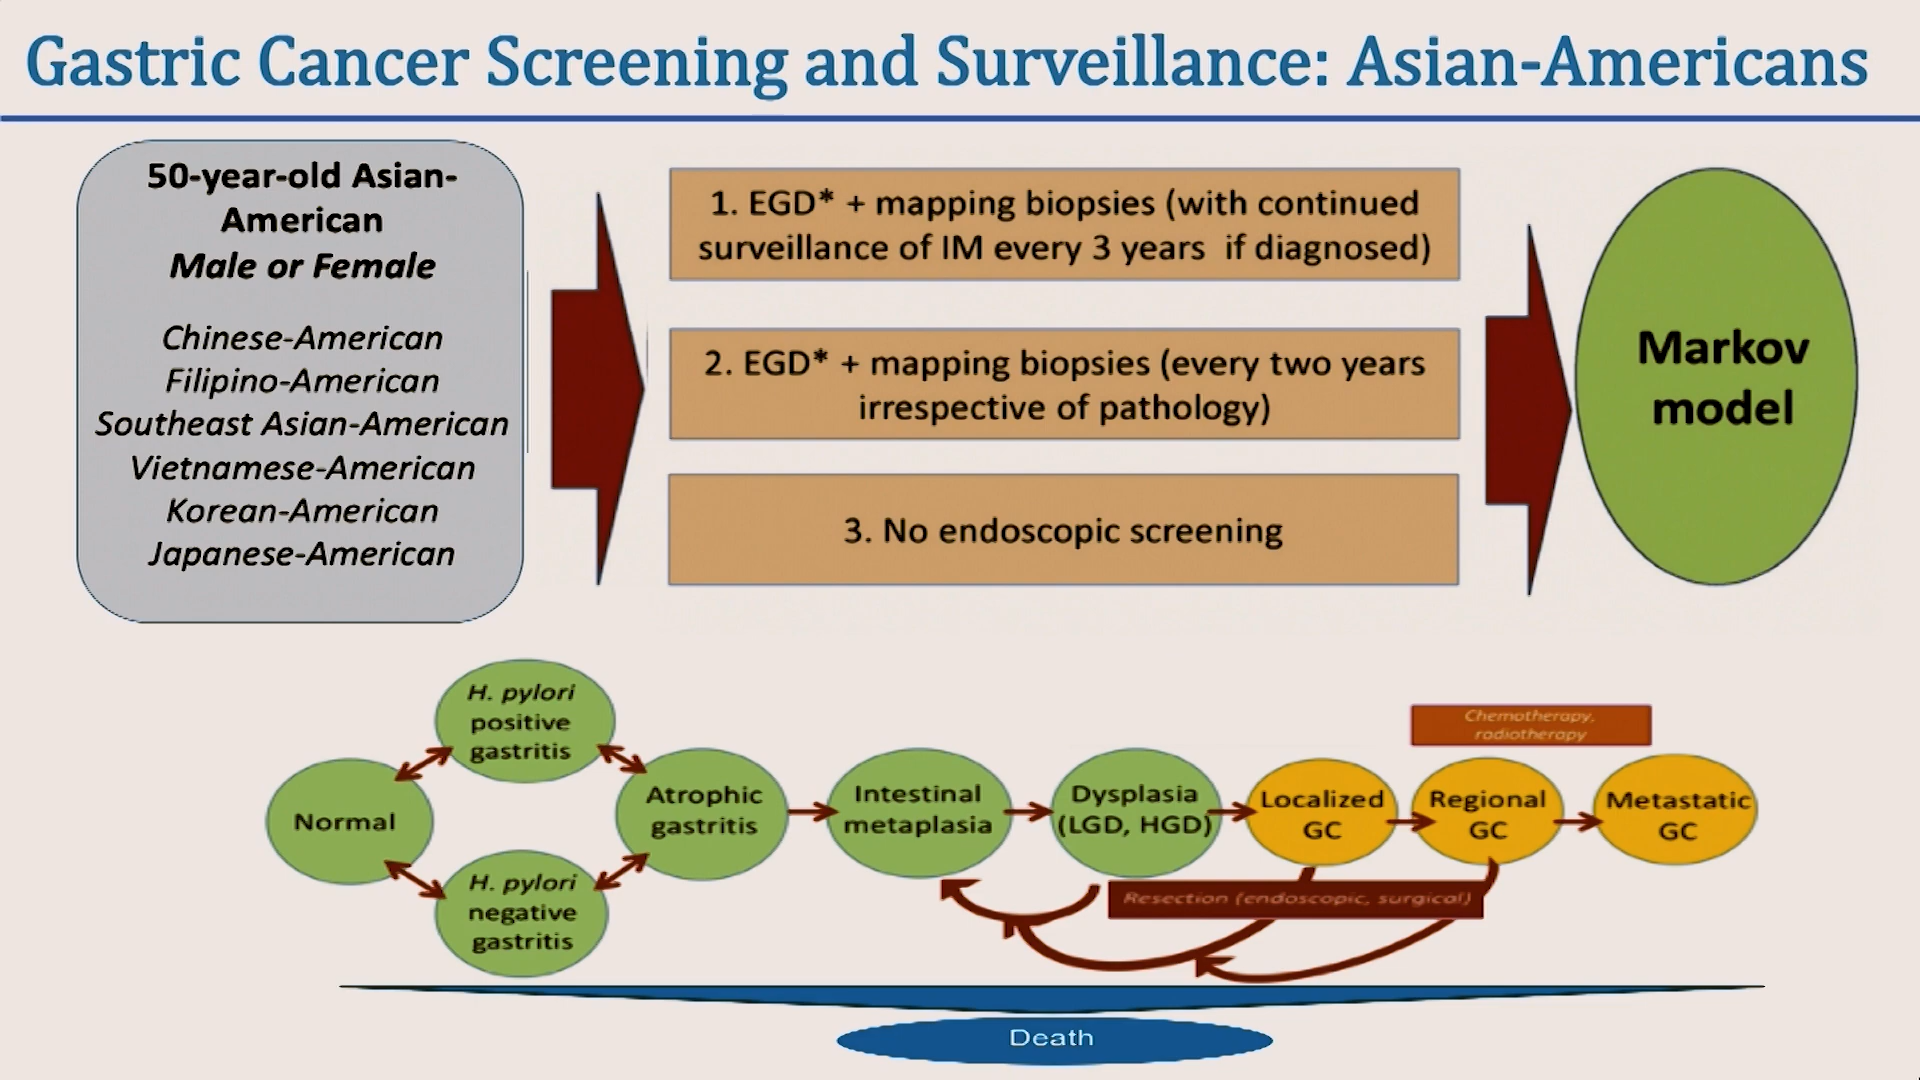 Gastric Cancer Screening and Surveillance: Asian-Americans
50-year-old Asian-
American
Male or Female
Chinese-American
Filipino-American
Southeast Asian-American
Vietnamese-American
Korean-American
Japanese-American
1. EGD* + mapping biopsies (with continued
surveillance of IM every 3 years if diagnosed)
2. EGD* + mapping biopsies (every two years
irrespective of pathology)
3. No endoscopic screening
Markov
model
Normal
H. pylori
positive
gastritis
H. pylori
negative
gastritis
Atrophic
gastritis
Intestinal
metaplasia
Dysplasia
(LGD, HGD)
Localized
GC
Regional
GC
Metastatic
GC
Chemotherapy,
radiotherapy
Resection (endoscopic, surgical)
Death